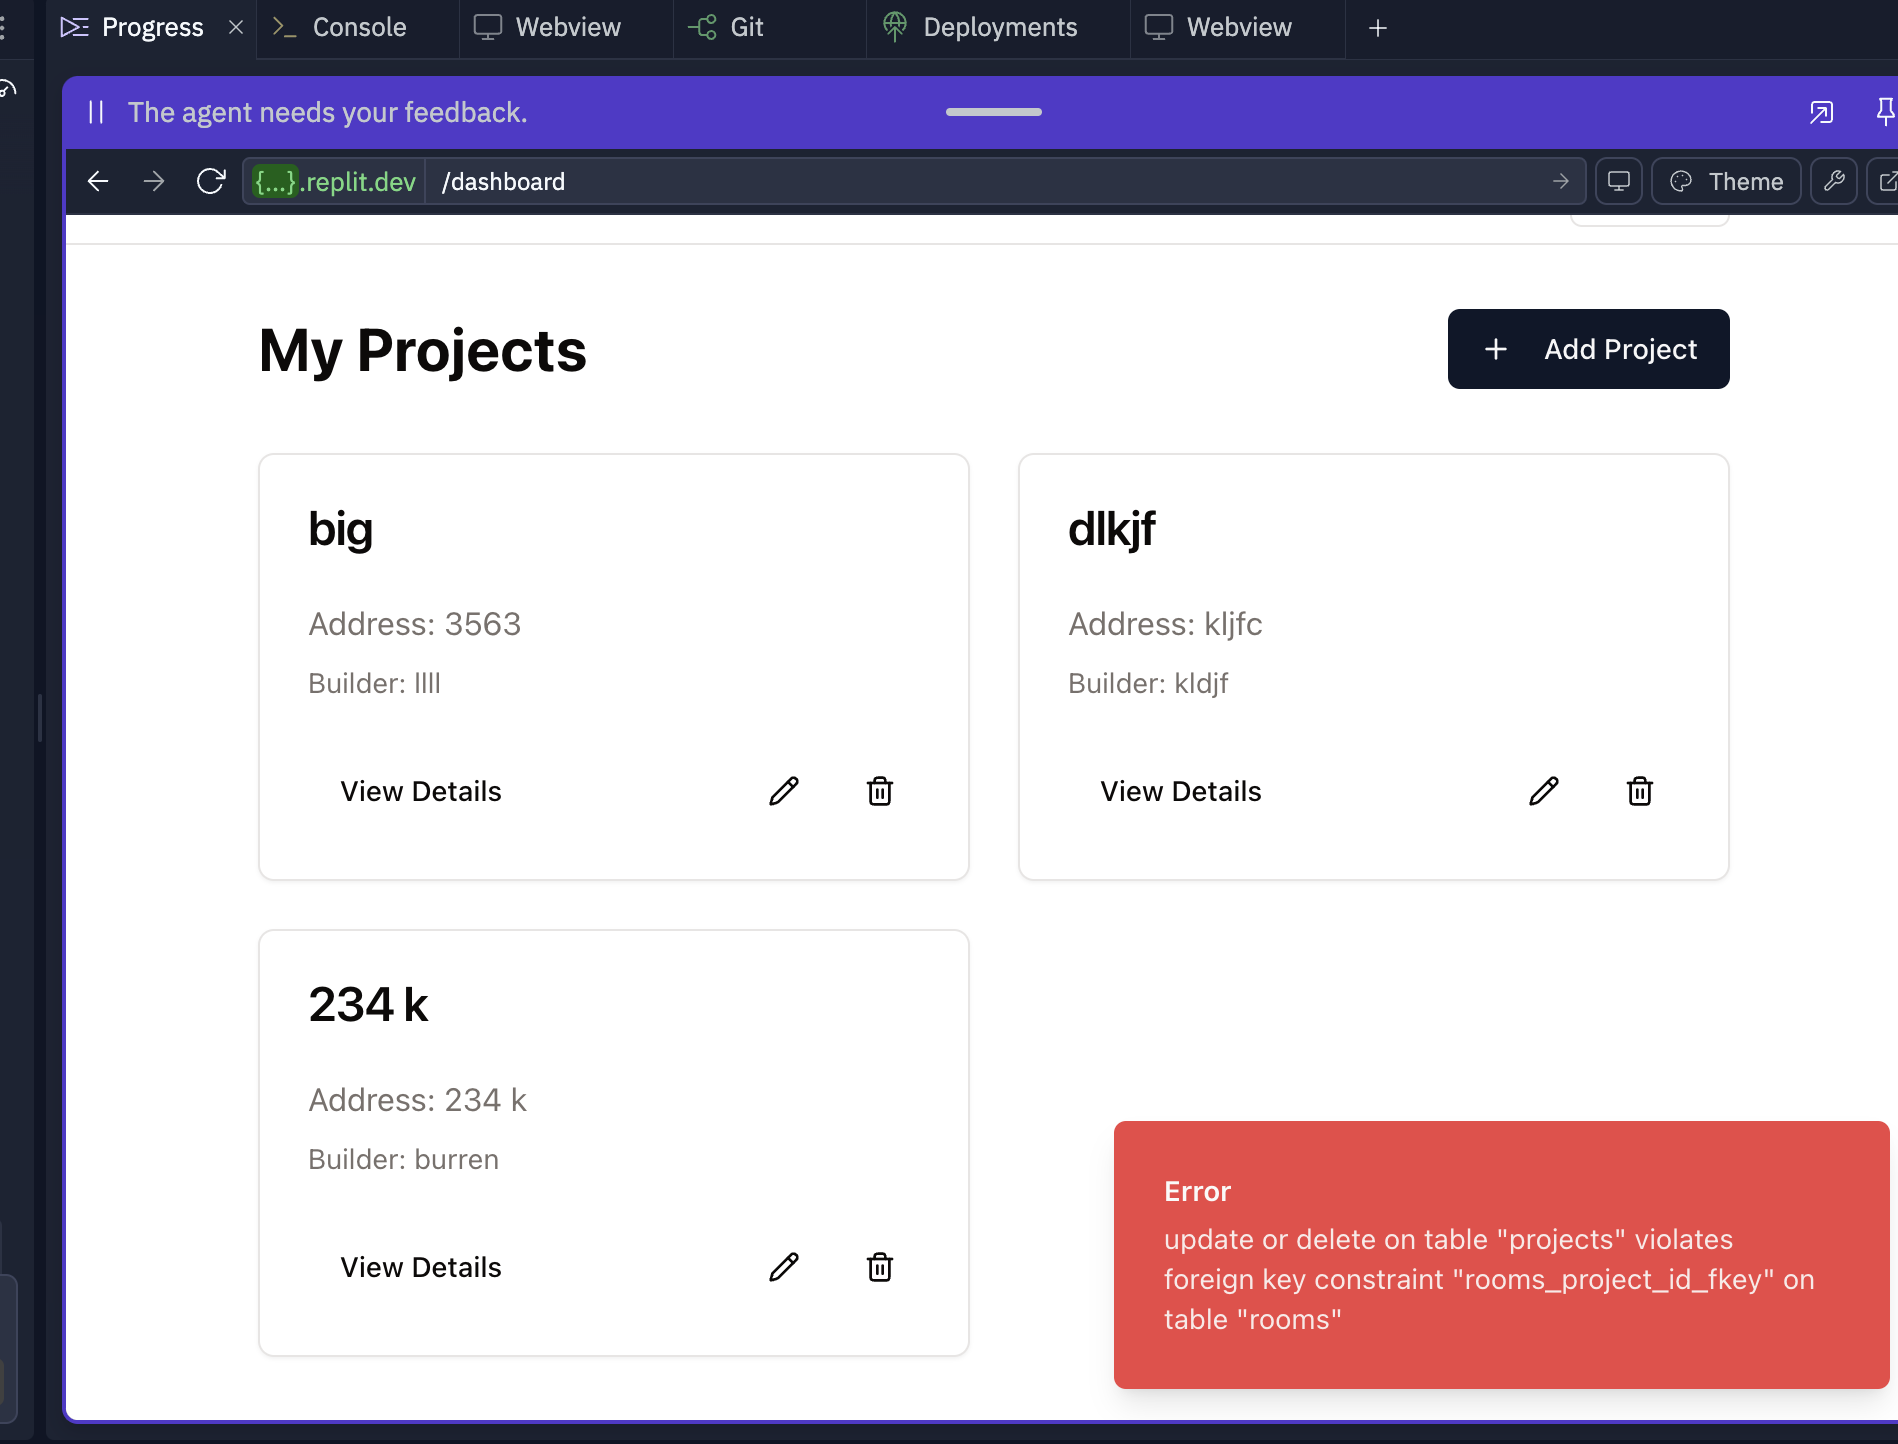 Progress
Console
Webview
Git
Deployments
Webview
The agent needs your feedback.
{...}.replit.dev
/dashboard
Theme
My Projects
Add Project
big
Address: 3563
Builder: llll
View Details
dlkjf
Address: kljfc
Builder: kldjf
View Details
234 k
Address: 234 k
Builder: burren
View Details
Error
update or delete on table "projects" violates
foreign key constraint "rooms_project_id_fkey" on
table "rooms"